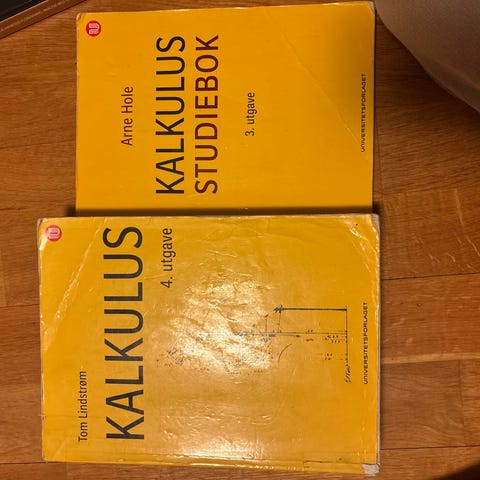 Arne Hole
KALKULUS
STUDIEBOK
3. utgave
UNIVERSITETSFORLAGET
Tom Lindstrøm
KALKULUS
4. utgave
UNIVERSITETSFORLAGET